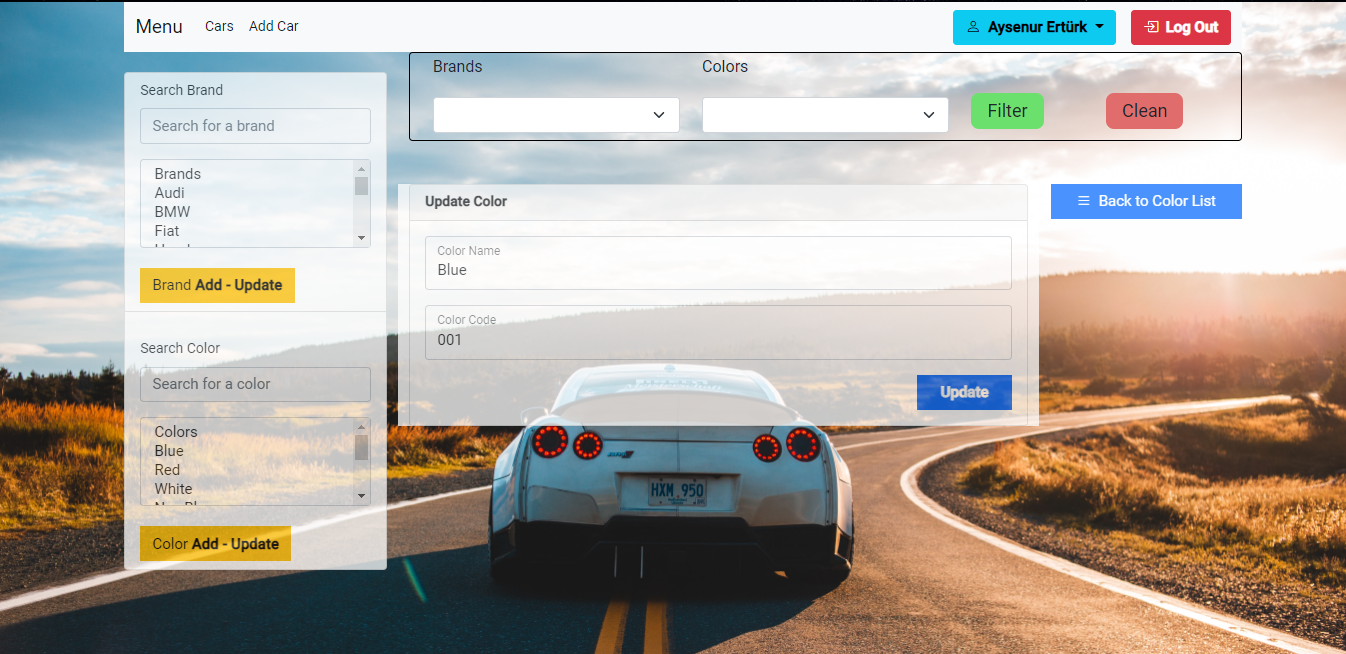 Menu Cars Add Car
Aysenur Ertürk
Log Out
Brands
Colors
Filter
Clean
Search Brand
Search for a brand
Brands
Audi
BMW
Fiat
Brand Add - Update
Search Color
Search for a color
Colors
Blue
Red
White
Color Add - Update
Update Color
Color Name
Blue
Color Code
001
Update
Back to Color List
HXM 950